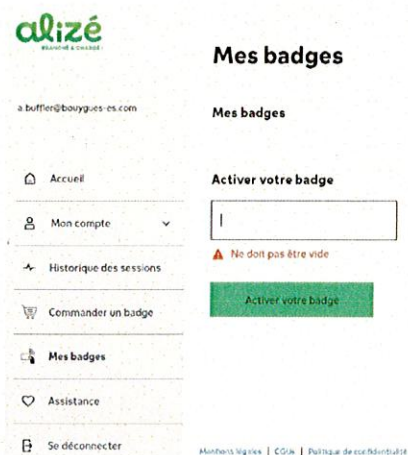 alizé
BRANCHÉ & CHARGÉ
a.buffler@bouygues-es.com
Accueil
Mon compte
Historique des sessions
Commander un badge
Mes badges
Assistance
Se déconnecter
Mes badges
Mes badges
Activer votre badge
Ne doit pas être vide
Activer votre badge
Mentions légales | CGUs | Politique de confidentialité